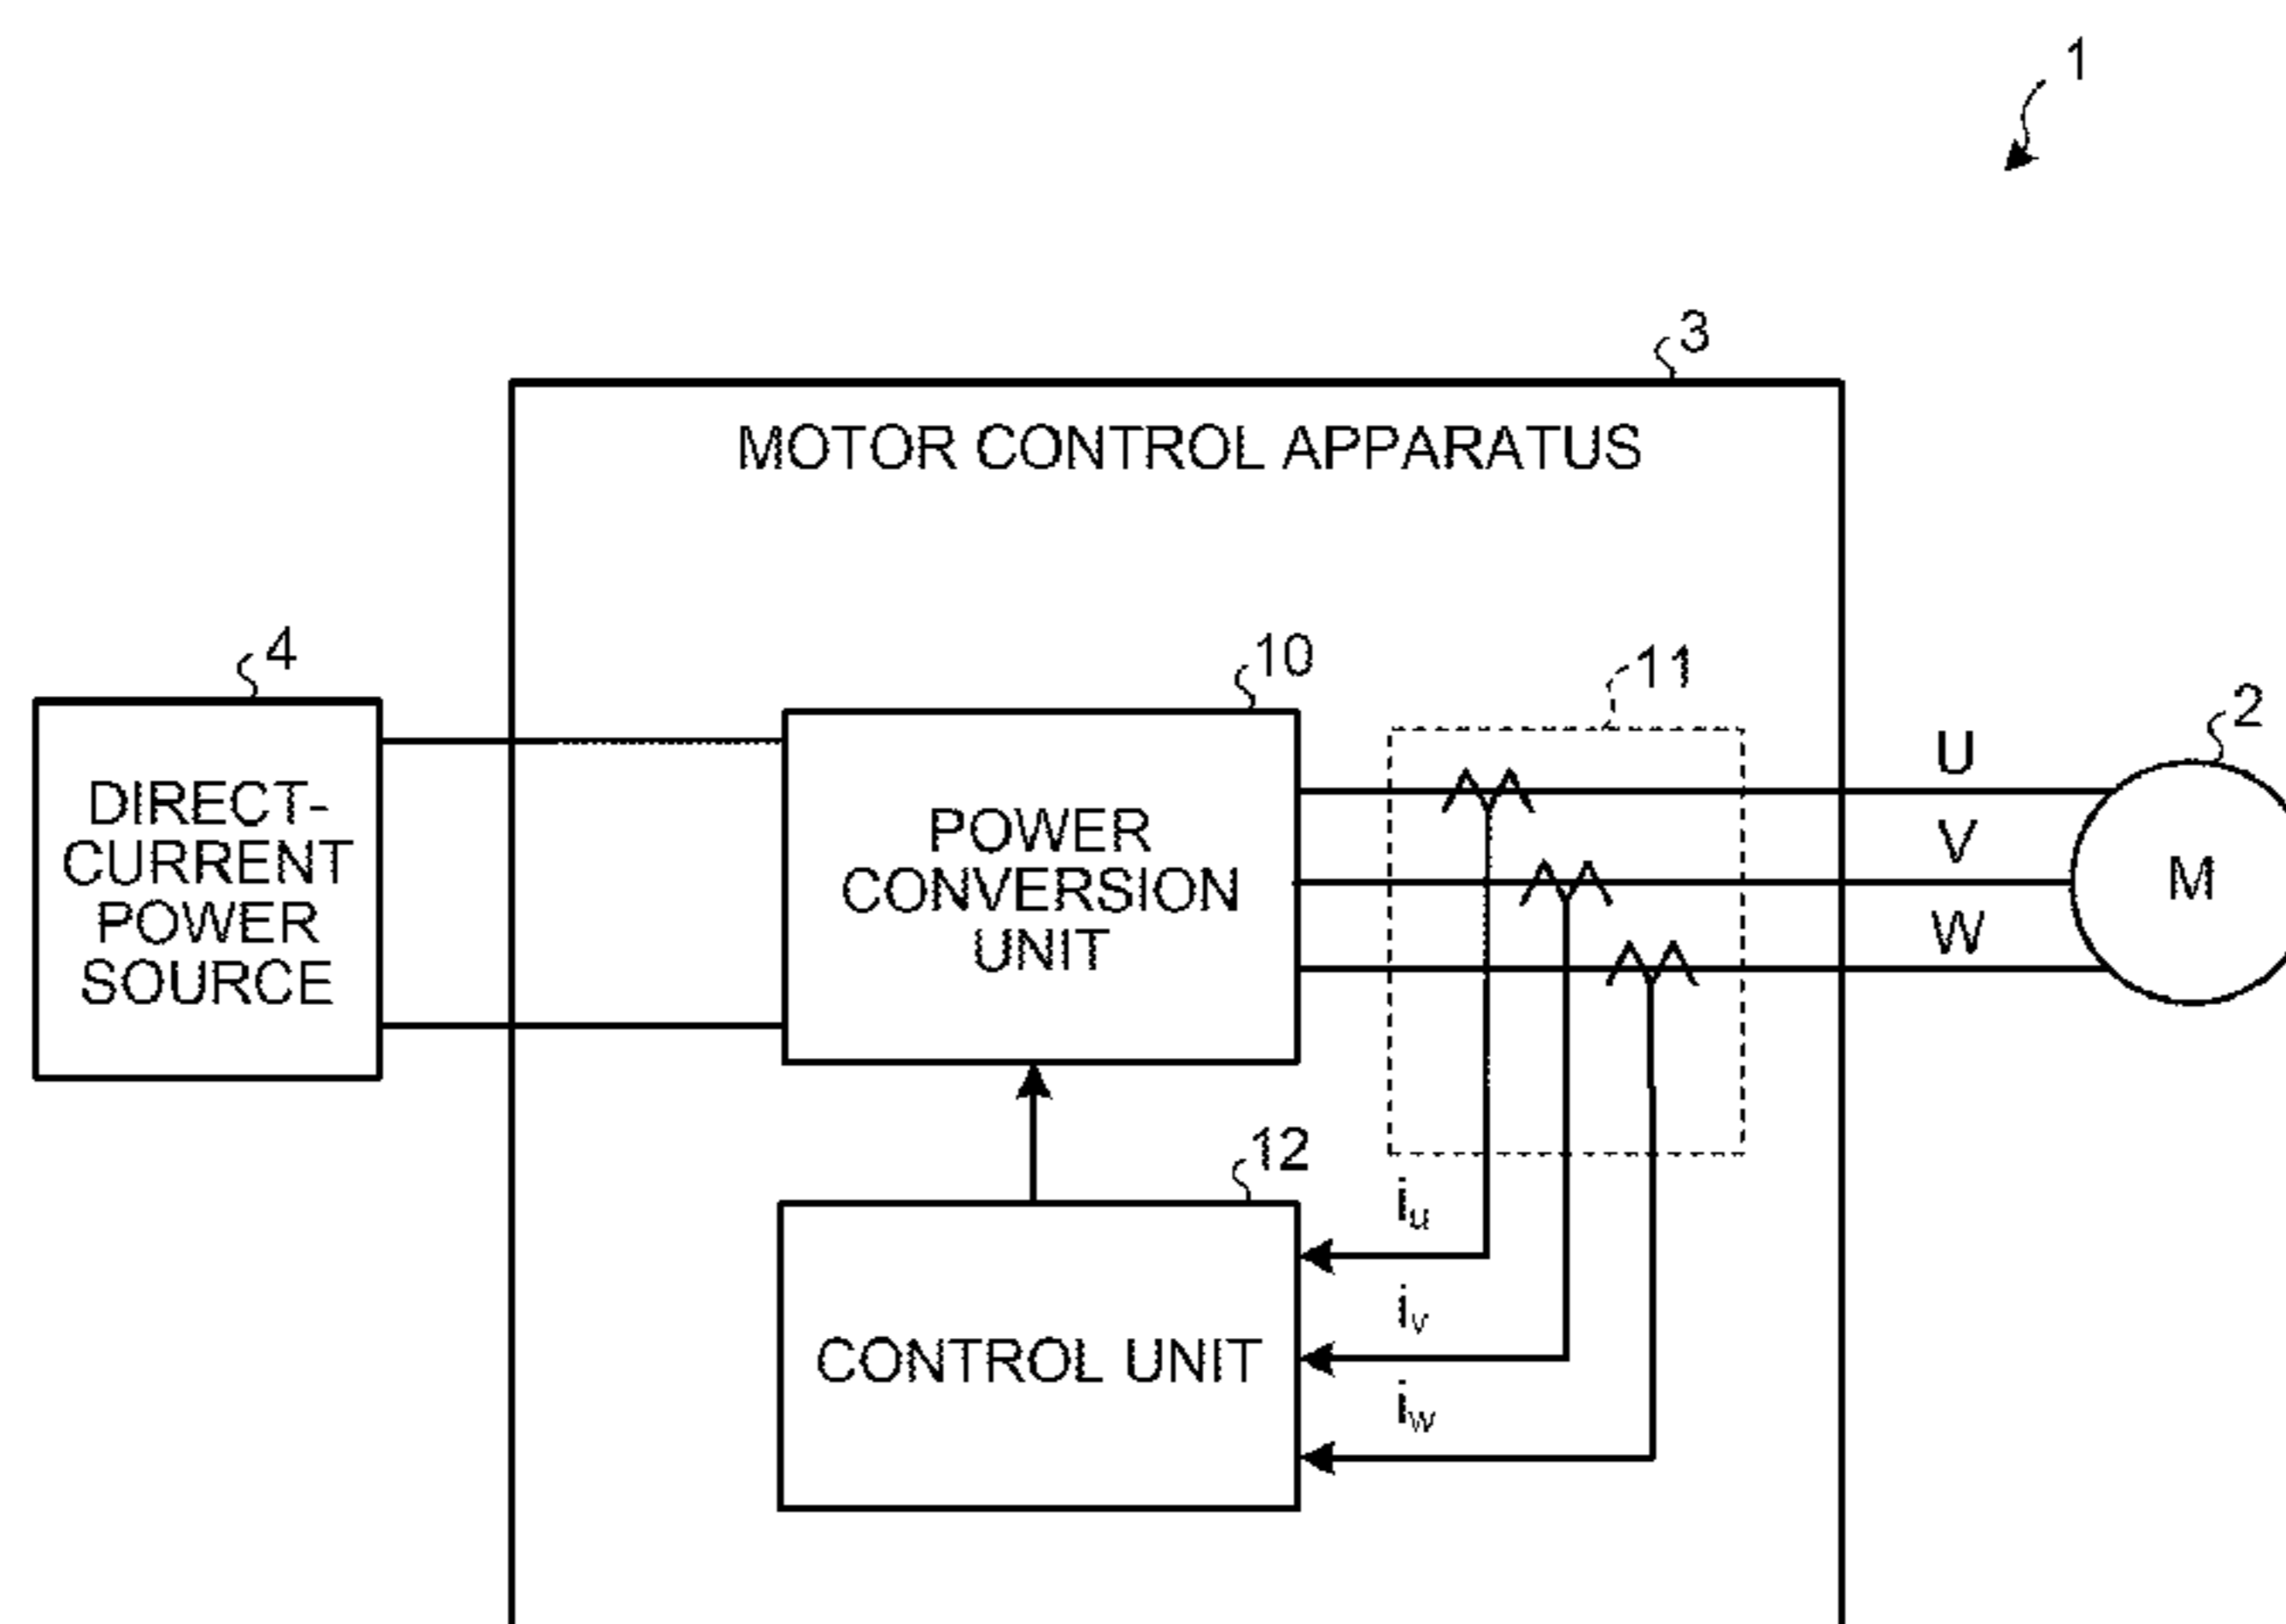 1
3
MOTOR CONTROL APPARATUS
4
10
11
2
DIRECT-
CURRENT
POWER
SOURCE
POWER
CONVERSION
UNIT
U
V
W
M
12
iu
iv
iw
CONTROL UNIT